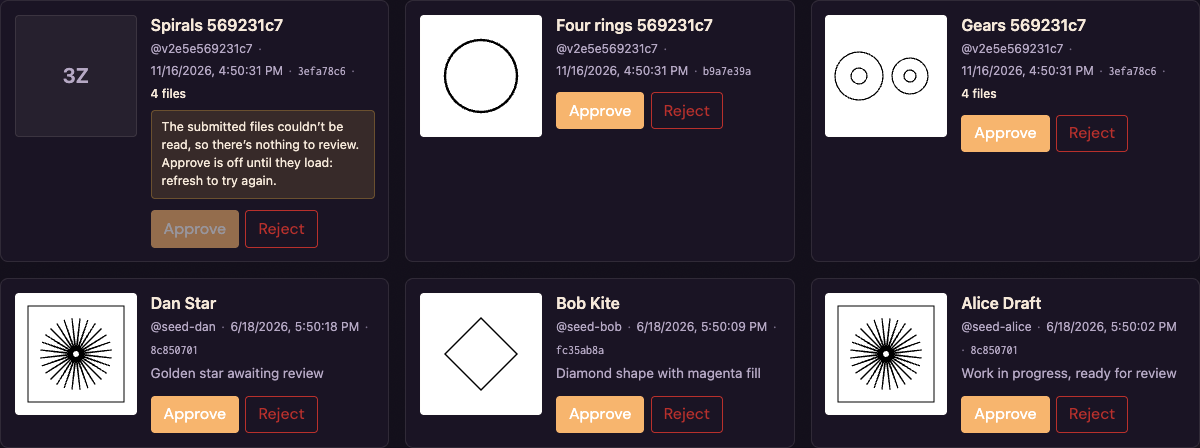 3Z
Spirals 569231c7
@v2e5e569231c7 ·
11/16/2026, 4:50:31 PM · 3efa78c6 ·
4 files
The submitted files couldn’t be
read, so there’s nothing to review.
Approve is off until they load:
refresh to try again.
Approve Reject
Four rings 569231c7
@v2e5e569231c7 ·
11/16/2026, 4:50:31 PM · b9a7e39a
Approve Reject
Gears 569231c7
@v2e5e569231c7 ·
11/16/2026, 4:50:31 PM · 3efa78c6 ·
4 files
Approve Reject
Dan Star
@seed-dan · 6/18/2026, 5:50:18 PM ·
8c850701
Golden star awaiting review
Approve Reject
Bob Kite
@seed-bob · 6/18/2026, 5:50:09 PM ·
fc35ab8a
Diamond shape with magenta fill
Approve Reject
Alice Draft
@seed-alice · 6/18/2026, 5:50:02 PM
· 8c850701
Work in progress, ready for review
Approve Reject